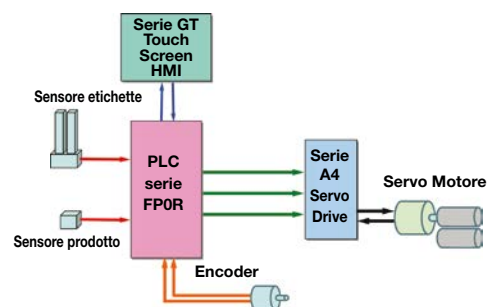 Serie GT
Touch
Screen
HMI
Sensore etichette
PLC
serie
FP0R
Serie
A4
Servo
Drive
Servo Motore
Sensore prodotto
Encoder